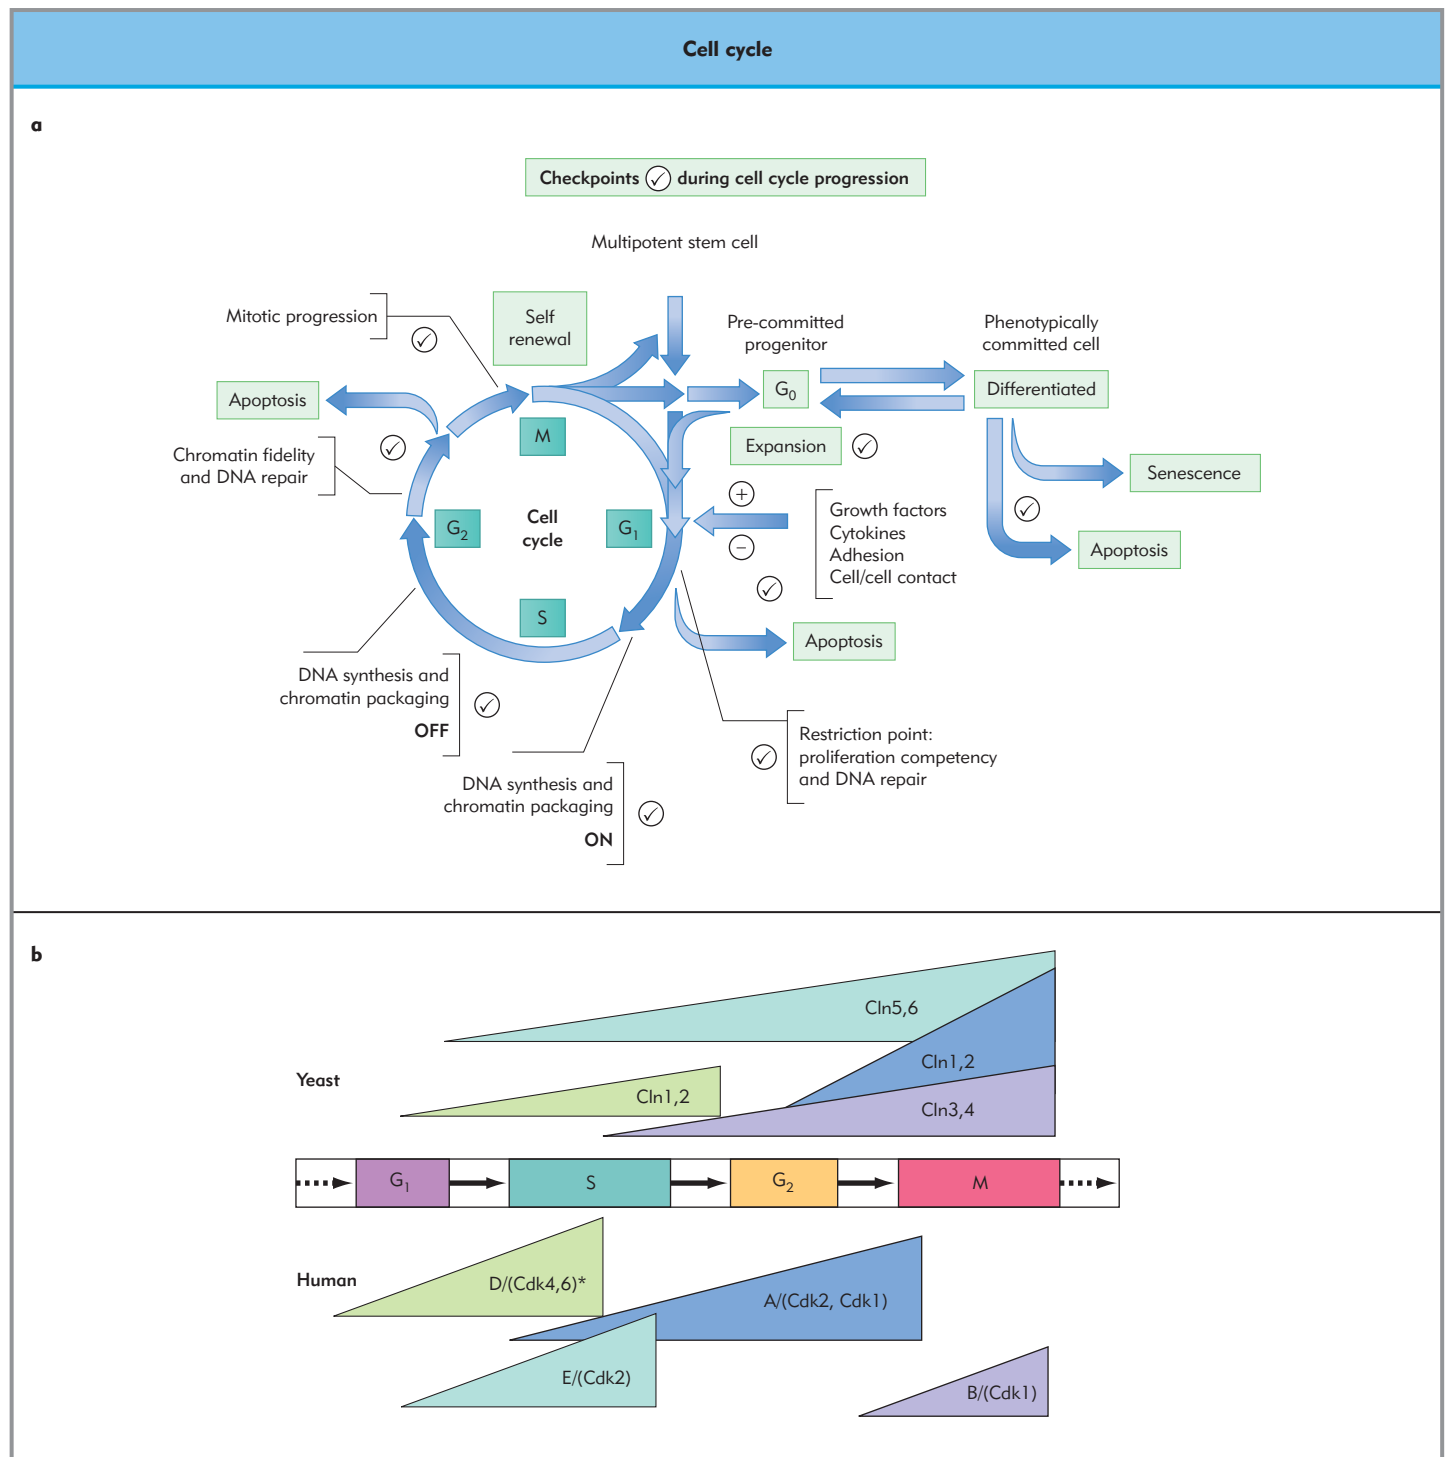 Cell cycle
a
Checkpoints ✓ during cell cycle progression
Multipotent stem cell
Mitotic progression
✓
Self
renewal
Pre-committed
progenitor
Phenotypically
committed cell
Apoptosis
G0
Differentiated
M
Expansion
✓
Chromatin fidelity
and DNA repair
✓
Senescence
G2
Cell
cycle
G1
+
−
✓
Growth factors
Cytokines
Adhesion
Cell/cell contact
✓
Apoptosis
S
Apoptosis
DNA synthesis and
chromatin packaging
OFF
✓
DNA synthesis and
chromatin packaging
ON
✓
✓
Restriction point:
proliferation competency
and DNA repair
b
Cln5,6
Yeast
Cln1,2
Cln1,2
Cln3,4
G1
S
G2
M
Human
D/(Cdk4,6)*
A/(Cdk2, Cdk1)
E/(Cdk2)
B/(Cdk1)